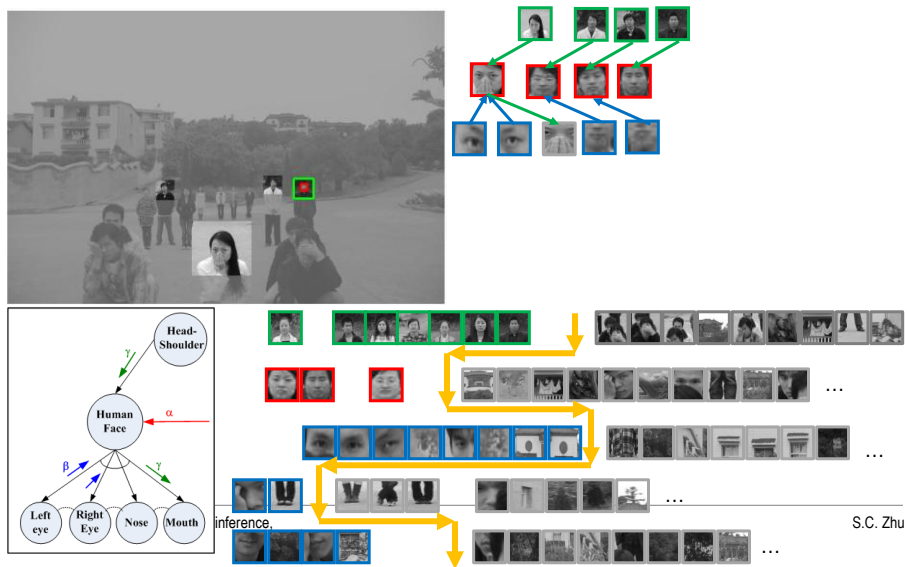 Head-
Shoulder
γ
Human
Face
α
β
γ
Left
eye
Right
Eye
Nose
Mouth
...
...
...
...
inference,
S.C. Zhu